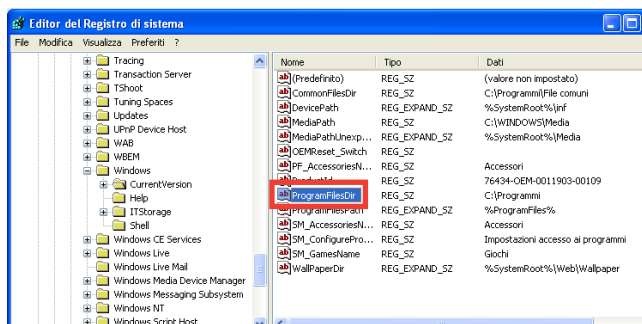 Editor del Registro di sistema
File Modifica Visualizza Preferiti ?
Tracing
Transaction Server
TShoot
Tuning Spaces
Updates
UPnP Device Host
WAB
WBEM
Windows
CurrentVersion
Help
ITStorage
Shell
Windows CE Services
Windows Live
Windows Live Mail
Windows Media Device Manager
Windows Messaging Subsystem
Windows NT
Windows Script Host
Nome Tipo Dati
(Predefinito) REG_SZ (valore non impostato)
CommonFilesDir REG_SZ C:\Programmi\File comuni
DevicePath REG_EXPAND_SZ %SystemRoot%\inf
MediaPath REG_SZ C:\WINDOWS\Media
MediaPathUnexp... REG_EXPAND_SZ %SystemRoot%\Media
OEMReset_Switch REG_SZ
PF_AccessoriesN... REG_SZ Accessori
ProductId REG_SZ 76434-OEM-0011903-00109
ProgramFilesDir REG_SZ C:\Programmi
ProgramFilesPath REG_EXPAND_SZ %ProgramFiles%
SM_AccessoriesN... REG_SZ Accessori
SM_ConfigurePro... REG_SZ Impostazioni accesso ai programmi
SM_GamesName REG_SZ Giochi
WallPaperDir REG_EXPAND_SZ %SystemRoot%\Web\Wallpaper